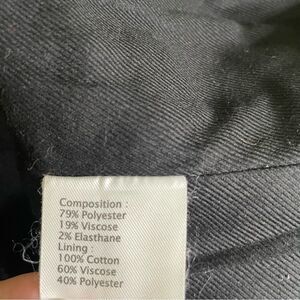 Composition :
79% Polyester
19% Viscose
2% Elasthane
Lining :
100% Cotton
60% Viscose
40% Polyester